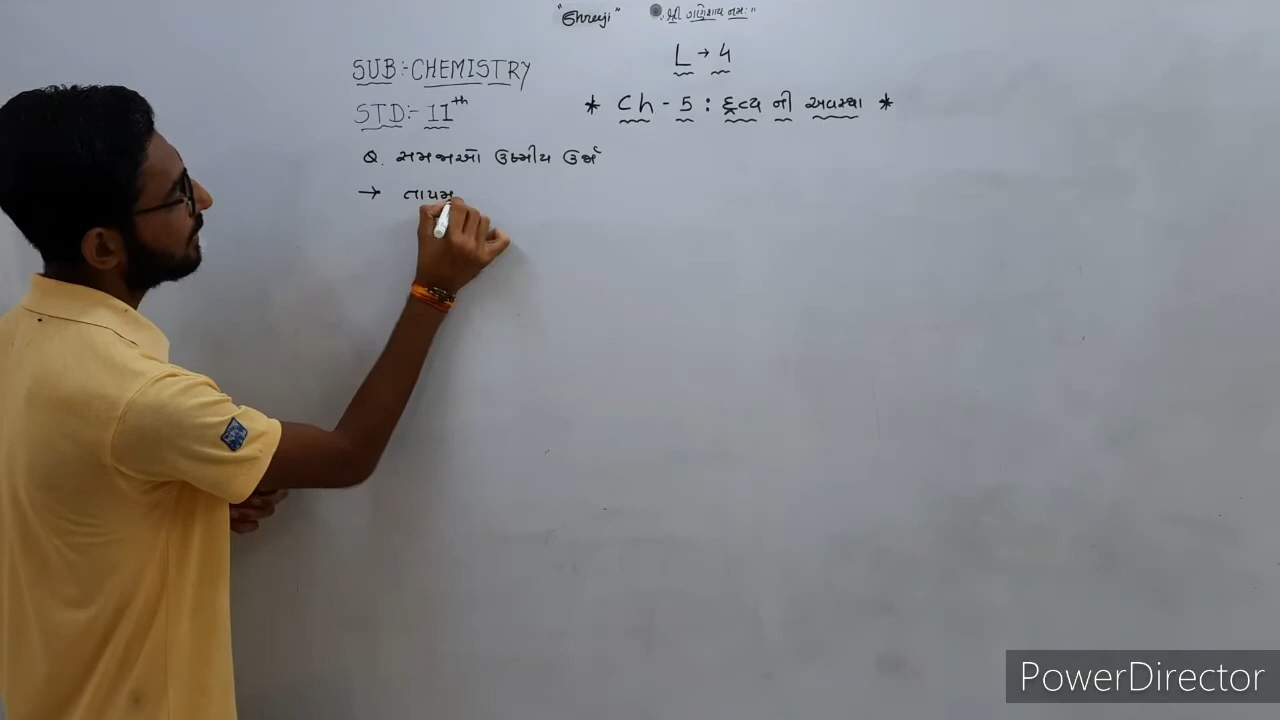 "Shreeji" :શ્રી ગણેશાય નમઃ"
L → 4
SUB:- CHEMISTRY
STD:- 11th
* Ch - 5 : દ્રવ્ય ની અવસ્થા *
Q. સમજાઓ ઉષ્મીય ઉર્જા
→ તાપમ
PowerDirector